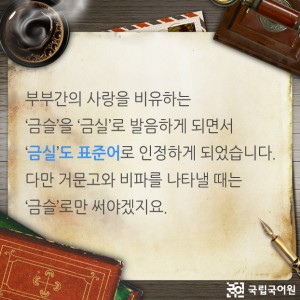 부부간의 사랑을 비유하는
‘금슬’을 ‘금실’로 발음하게 되면서
‘금실’도 표준어로 인정하게 되었습니다.
다만 거문고와 비파를 나타낼 때는
‘금슬’로만 써야겠지요.
국립국어원